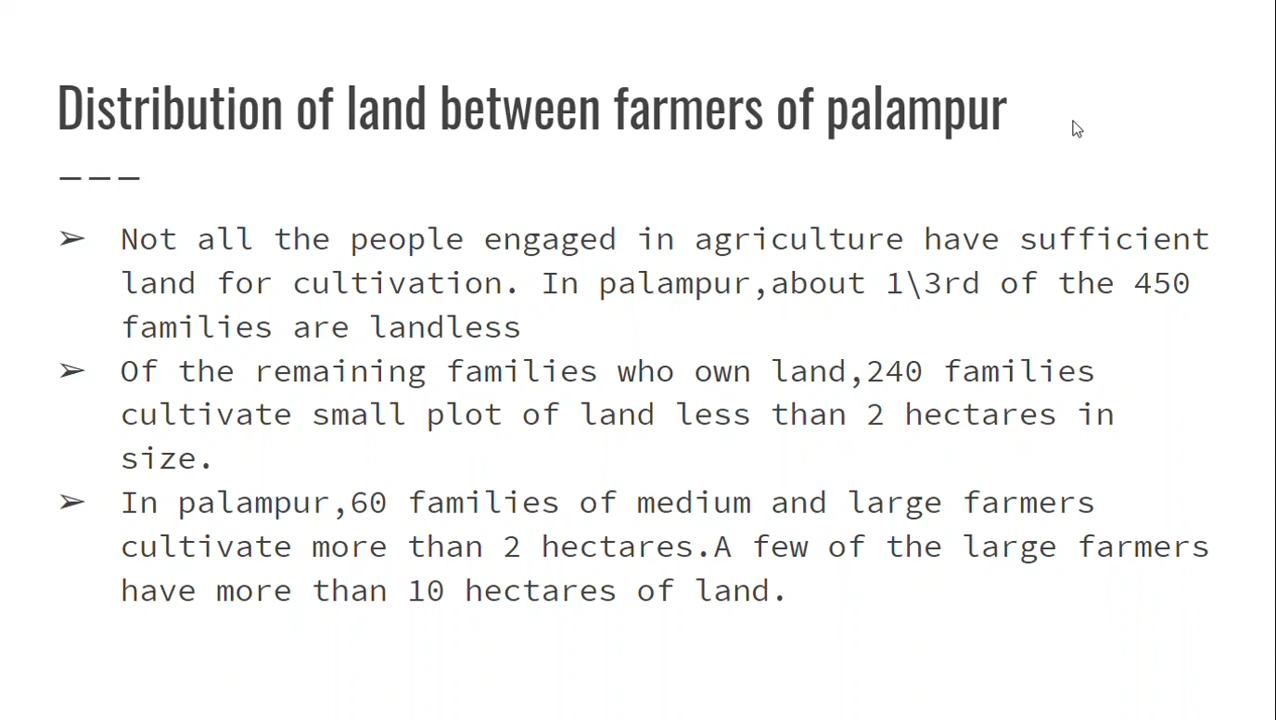 Distribution of land between farmers of palampur
---
➢ Not all the people engaged in agriculture have sufficient
land for cultivation. In palampur,about 1\3rd of the 450
families are landless
➢ Of the remaining families who own land,240 families
cultivate small plot of land less than 2 hectares in
size.
➢ In palampur,60 families of medium and large farmers
cultivate more than 2 hectares.A few of the large farmers
have more than 10 hectares of land.